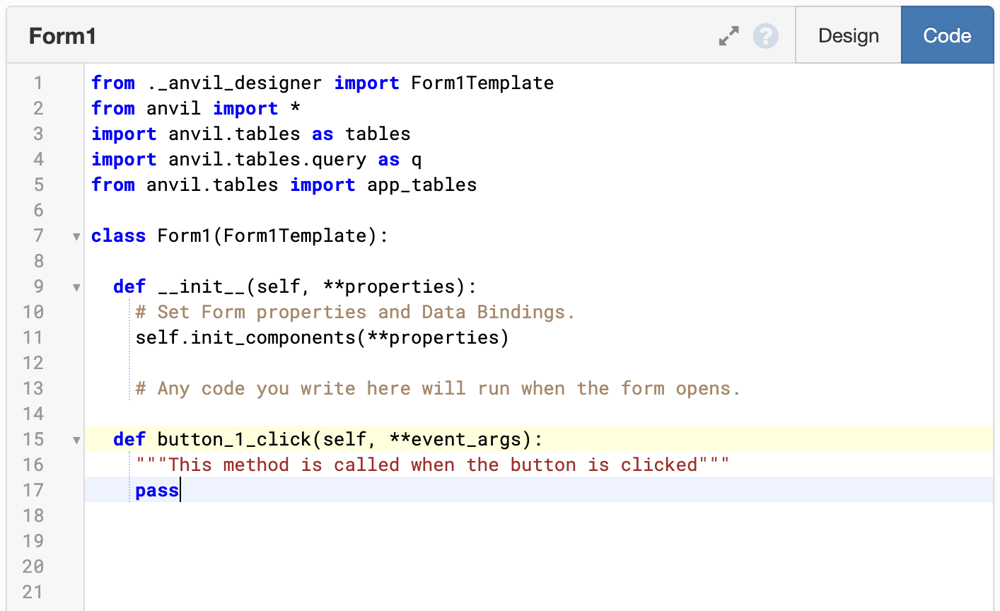 Form1
?
Design
Code
1 from ._anvil_designer import Form1Template
2 from anvil import *
3 import anvil.tables as tables
4 import anvil.tables.query as q
5 from anvil.tables import app_tables
6
7 class Form1(Form1Template):
8
9   def __init__(self, **properties):
10     # Set Form properties and Data Bindings.
11     self.init_components(**properties)
12
13     # Any code you write here will run when the form opens.
14
15   def button_1_click(self, **event_args):
16     """This method is called when the button is clicked"""
17     pass
18
19
20
21